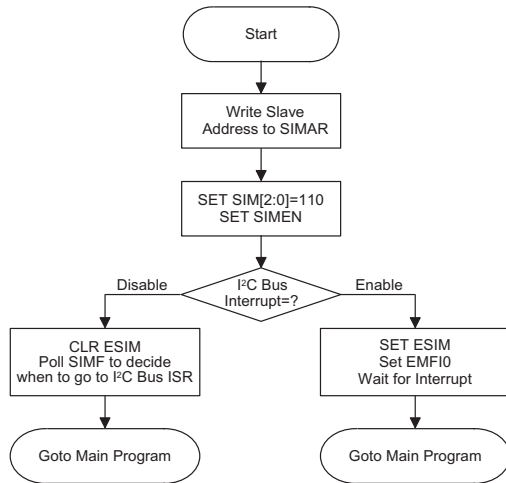 Start
Write Slave
Address to SIMAR
SET SIM[2:0]=110
SET SIMEN
I²C Bus
Interrupt=?
Disable
Enable
CLR ESIM
Poll SIMF to decide
when to go to I²C Bus ISR
SET ESIM
Set EMFI0
Wait for Interrupt
Goto Main Program
Goto Main Program